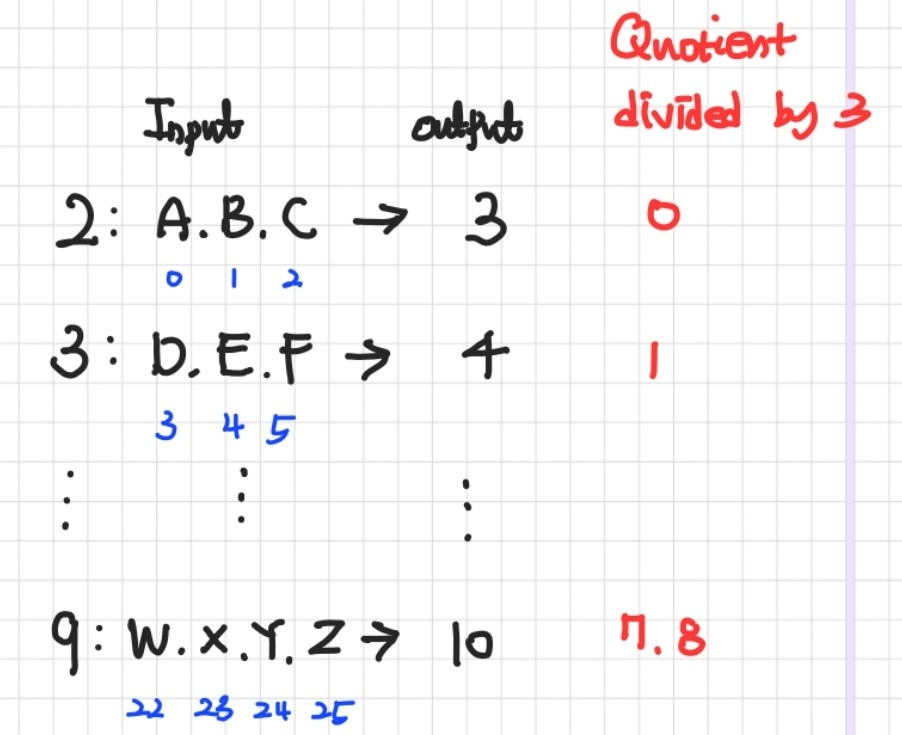 Quotient
Input output divided by 3
2: A.B.C → 3 0
0 1 2
3: D.E.F → 4 1
3 4 5
⋮ ⋮ ⋮
9: W.X.Y.Z → 10 7.8
22 23 24 25